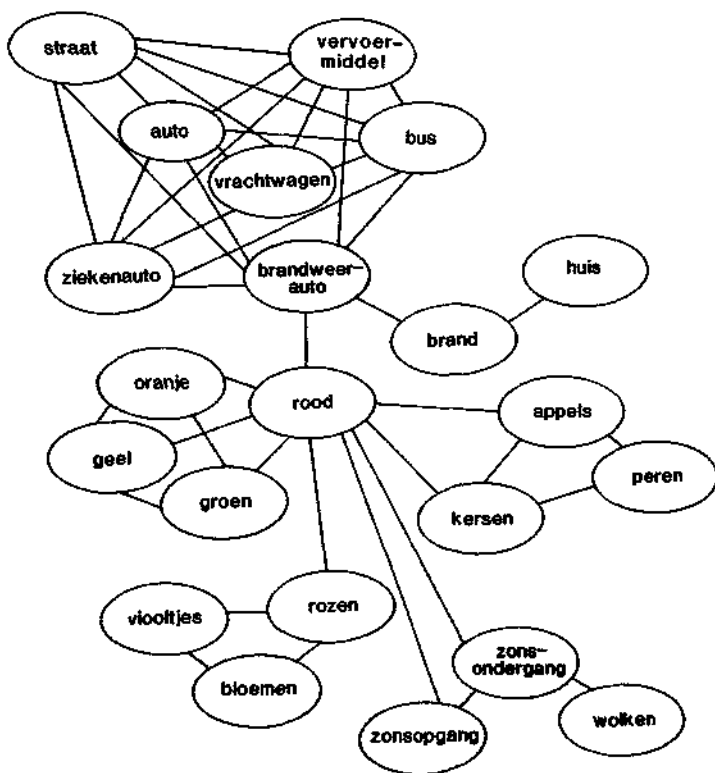 straat
vervoer-
middel
auto
bus
vrachtwagen
ziekenauto
brandweer-
auto
huis
brand
oranje
rood
appels
geel
groen
kersen
peren
viooltjes
rozen
bloemen
zons-
ondergang
zonsopgang
wolken